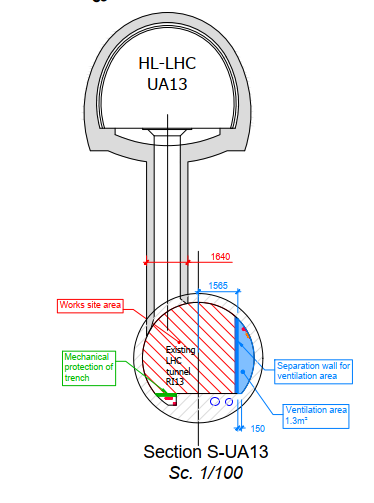 HL-LHC
UA13
1640
1565
Works site area
Existing
LHC
tunnel
RI13
Mechanical
protection of
trench
Separation wall for
ventilation area
Ventilation area
1.3m²
150
Section S-UA13
Sc. 1/100